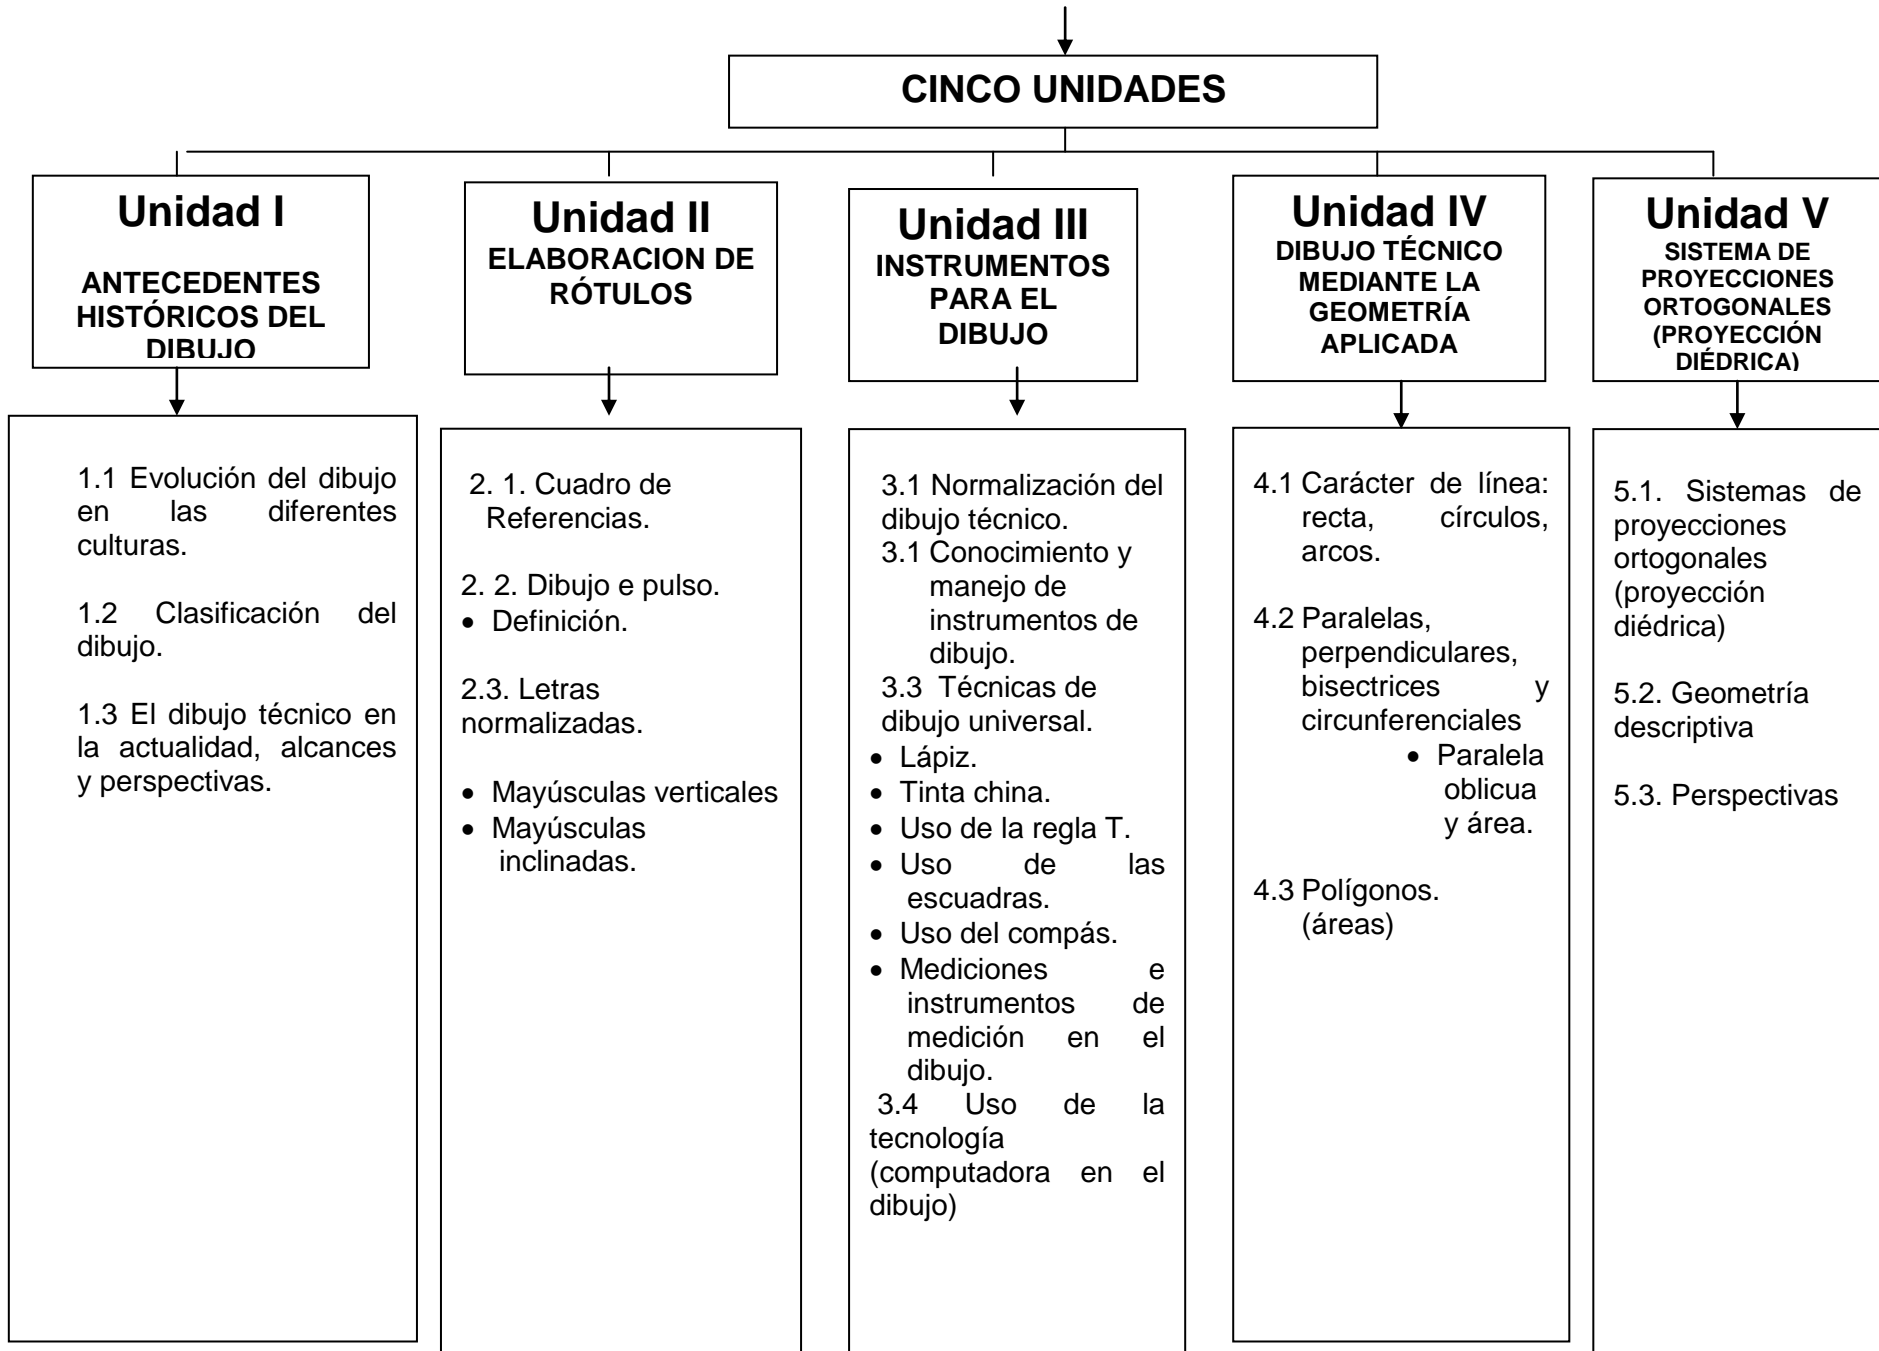 CINCO UNIDADES
Unidad I
ANTECEDENTES
HISTÓRICOS DEL
DIBUJO
Unidad II
ELABORACION DE
RÓTULOS
Unidad III
INSTRUMENTOS
PARA EL
DIBUJO
Unidad IV
DIBUJO TÉCNICO
MEDIANTE LA
GEOMETRÍA
APLICADA
Unidad V
SISTEMA DE
PROYECCIONES
ORTOGONALES
(PROYECCIÓN
DIÉDRICA)
1.1 Evolución del dibujo
en las diferentes
culturas.
1.2 Clasificación del
dibujo.
1.3 El dibujo técnico en
la actualidad, alcances
y perspectivas.
2. 1. Cuadro de
Referencias.
2. 2. Dibujo e pulso.
• Definición.
2.3. Letras
normalizadas.
• Mayúsculas verticales
• Mayúsculas
inclinadas.
3.1 Normalización del
dibujo técnico.
3.1 Conocimiento y
manejo de
instrumentos de
dibujo.
3.3 Técnicas de
dibujo universal.
• Lápiz.
• Tinta china.
• Uso de la regla T.
• Uso de las
escuadras.
• Uso del compás.
• Mediciones e
instrumentos de
medición en el
dibujo.
3.4 Uso de la
tecnología
(computadora en el
dibujo)
4.1 Carácter de línea:
recta, círculos,
arcos.
4.2 Paralelas,
perpendiculares,
bisectrices y
circunferenciales
• Paralela
oblicua
y área.
4.3 Polígonos.
(áreas)
5.1. Sistemas de
proyecciones
ortogonales
(proyección
diédrica)
5.2. Geometría
descriptiva
5.3. Perspectivas